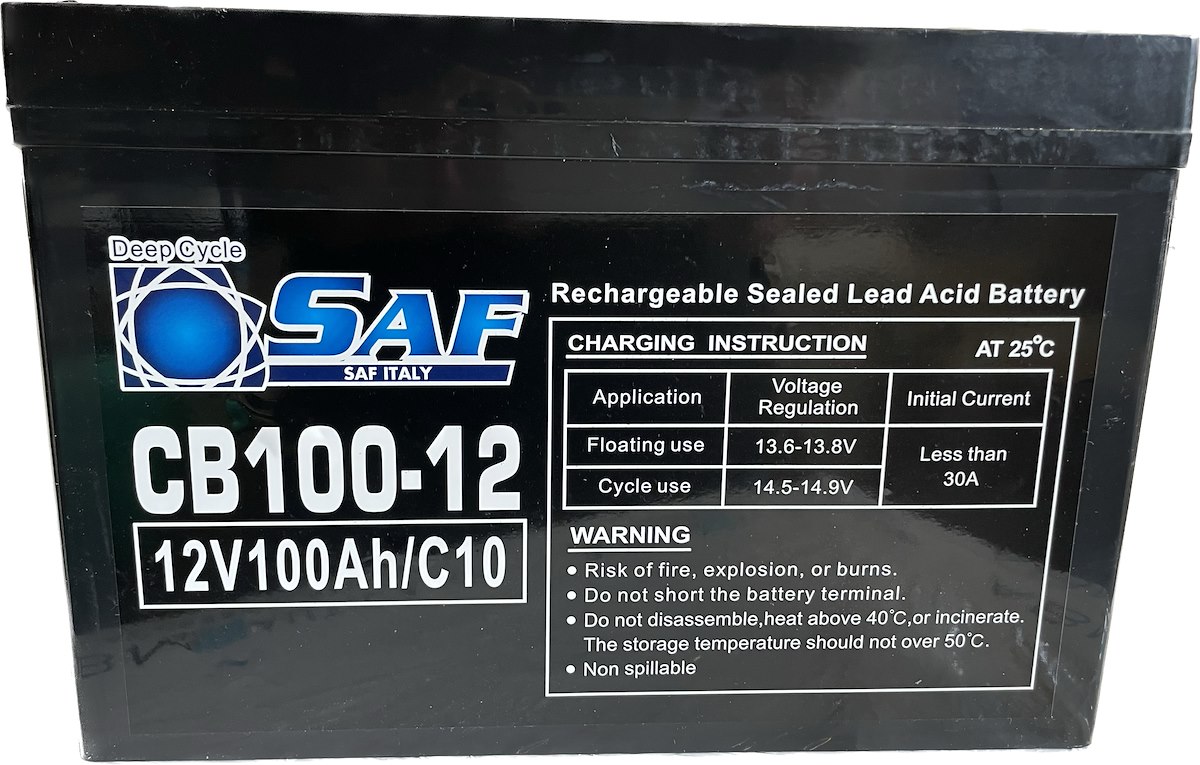 Deep Cycle
SAF
SAF ITALY
CB100-12
12V100Ah/C10
Rechargeable Sealed Lead Acid Battery
CHARGING INSTRUCTION AT 25°C
Application Voltage Regulation Initial Current
Floating use 13.6-13.8V Less than 30A
Cycle use 14.5-14.9V
WARNING
• Risk of fire, explosion, or burns.
• Do not short the battery terminal.
• Do not disassemble,heat above 40°C,or incinerate.
The storage temperature should not over 50°C.
• Non spillable